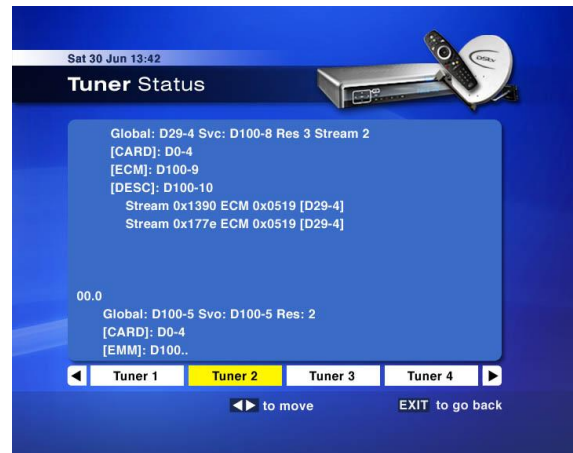 Sat 30 Jun 13:42
Tuner Status
DStv
Global: D29-4 Svc: D100-8 Res 3 Stream 2
[CARD]: D0-4
[ECM]: D100-9
[DESC]: D100-10
Stream 0x1390 ECM 0x0519 [D29-4]
Stream 0x177e ECM 0x0519 [D29-4]
00.0
Global: D100-5 Svo: D100-5 Res: 2
[CARD]: D0-4
[EMM]: D100..
Tuner 1 Tuner 2 Tuner 3 Tuner 4
to move EXIT to go back